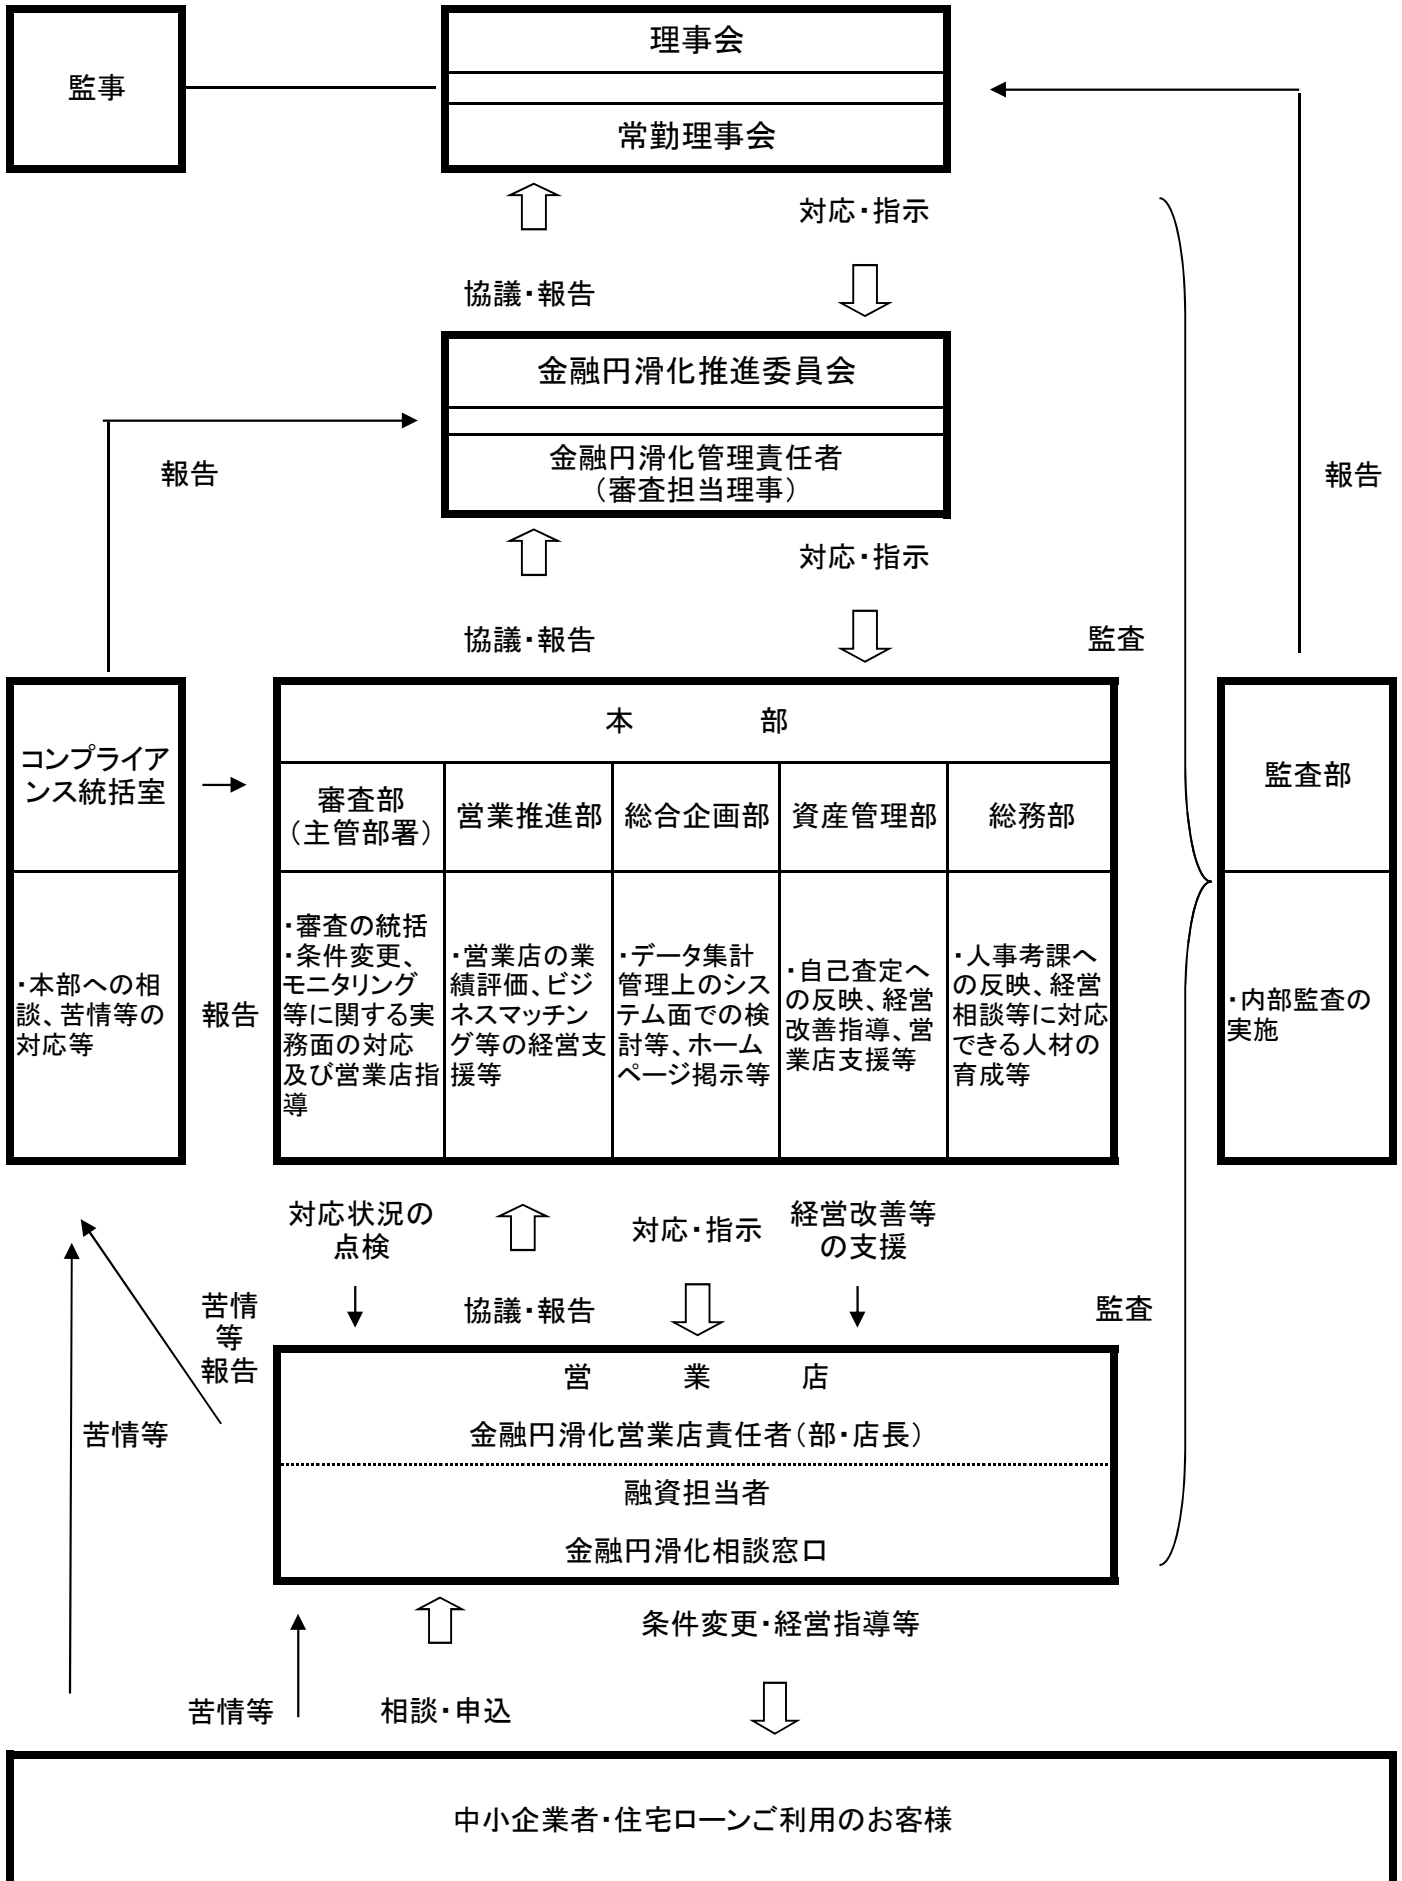 監事
理事会
常勤理事会
対応・指示
協議・報告
金融円滑化推進委員会
金融円滑化管理責任者
（審査担当理事）
報告
報告
対応・指示
協議・報告
監査
コンプライア
ンス統括室
・本部への相
談、苦情等の
対応等
報告
本　部
審査部
（主管部署）
営業推進部
総合企画部
資産管理部
総務部
・審査の統括
・条件変更、
モニタリング
等に関する実
務面の対応
及び営業店指
導
・営業店の業
績評価、ビジ
ネスマッチン
グ等の経営支
援等
・データ集計
管理上のシス
テム面での検
討等、ホーム
ページ掲示等
・自己査定へ
の反映、経営
改善指導、営
業店支援等
・人事考課へ
の反映、経営
相談等に対応
できる人材の
育成等
監査部
・内部監査の
実施
対応状況の
点検
協議・報告
対応・指示
経営改善等
の支援
監査
苦情
等
報告
苦情等
営　業　店
金融円滑化営業店責任者（部・店長）
融資担当者
金融円滑化相談窓口
条件変更・経営指導等
苦情等
相談・申込
中小企業者・住宅ローンご利用のお客様